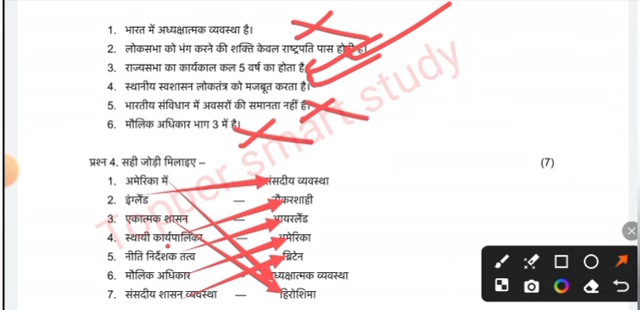 1. भारत में अध्यक्षात्मक व्यवस्था है।
2. लोकसभा को भंग करने की शक्ति केवल राष्ट्रपति पास होती है।
3. राज्यसभा का कार्यकाल कल 5 वर्ष का होता है
4. स्थानीय स्वशासन लोकतंत्र को मजबूत करता है।
5. भारतीय संविधान में अवसरों की समानता नहीं है।
6. मौलिक अधिकार भाग 3 में है।
प्रश्न 4. सही जोड़ी मिलाइए – (7)
1. अमेरिका में संसदीय व्यवस्था
2. इंग्लैंड — नौकरशाही
3. एकात्मक शासन — आयरलैंड
4. स्थायी कार्यपालिका — अमेरिका
5. नीति निर्देशक तत्व — ब्रिटेन
6. मौलिक अधिकार — अध्यक्षात्मक व्यवस्था
7. संसदीय शासन व्यवस्था — हिरोशिमा
Topper smart study